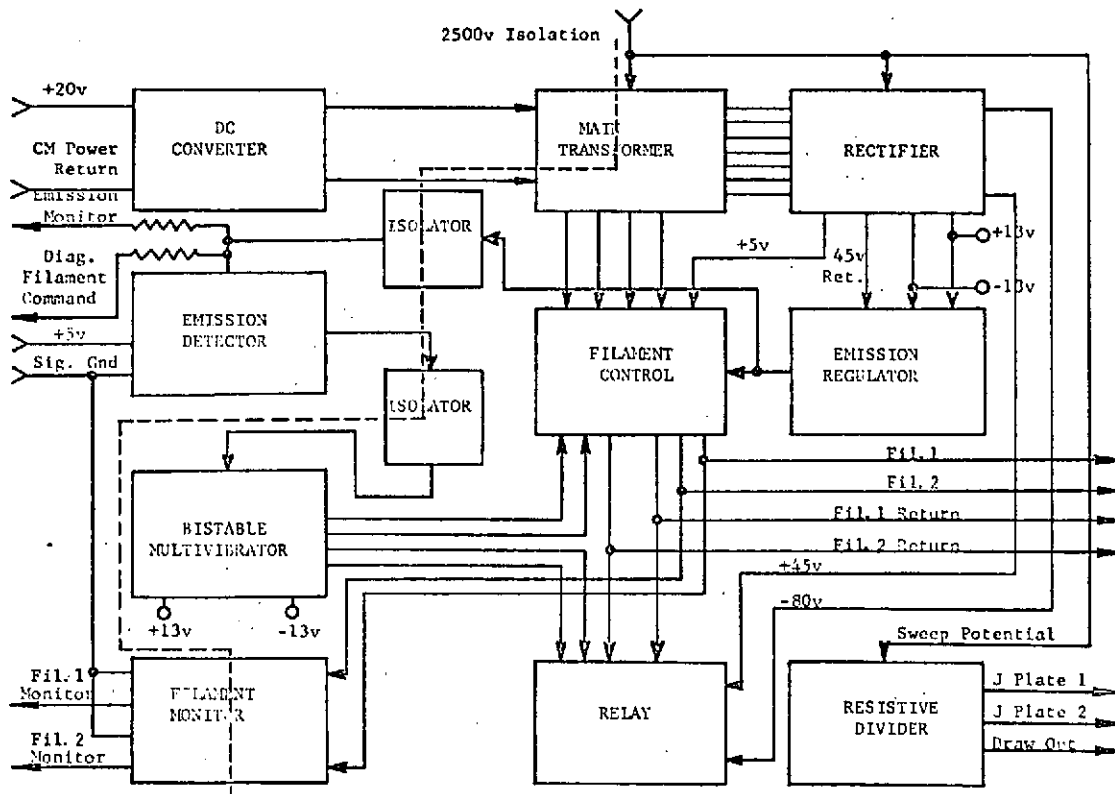 2500v Isolation
+20v
DC
CONVERTER
MAIN
TRANSFORMER
RECTIFIER
CM Power
Return
Emission
Monitor
ISOLATOR
Diag.
Filament
Command
+5v
45v
Ret.
+13v
-13v
EMISSION
DETECTOR
+5v
Sig. Gnd
FILAMENT
CONTROL
EMISSION
REGULATOR
ISOLATOR
Fil.1
Fil.2
Fil.1 Return
Fil.2 Return
BISTABLE
MULTIVIBRATOR
+13v
-13v
+45v
-80v
Sweep Potential
Fil.1
Monitor
Fil.2
Monitor
FILAMENT
MONITOR
RELAY
RESISTIVE
DIVIDER
J Plate 1
J Plate 2
Draw Out